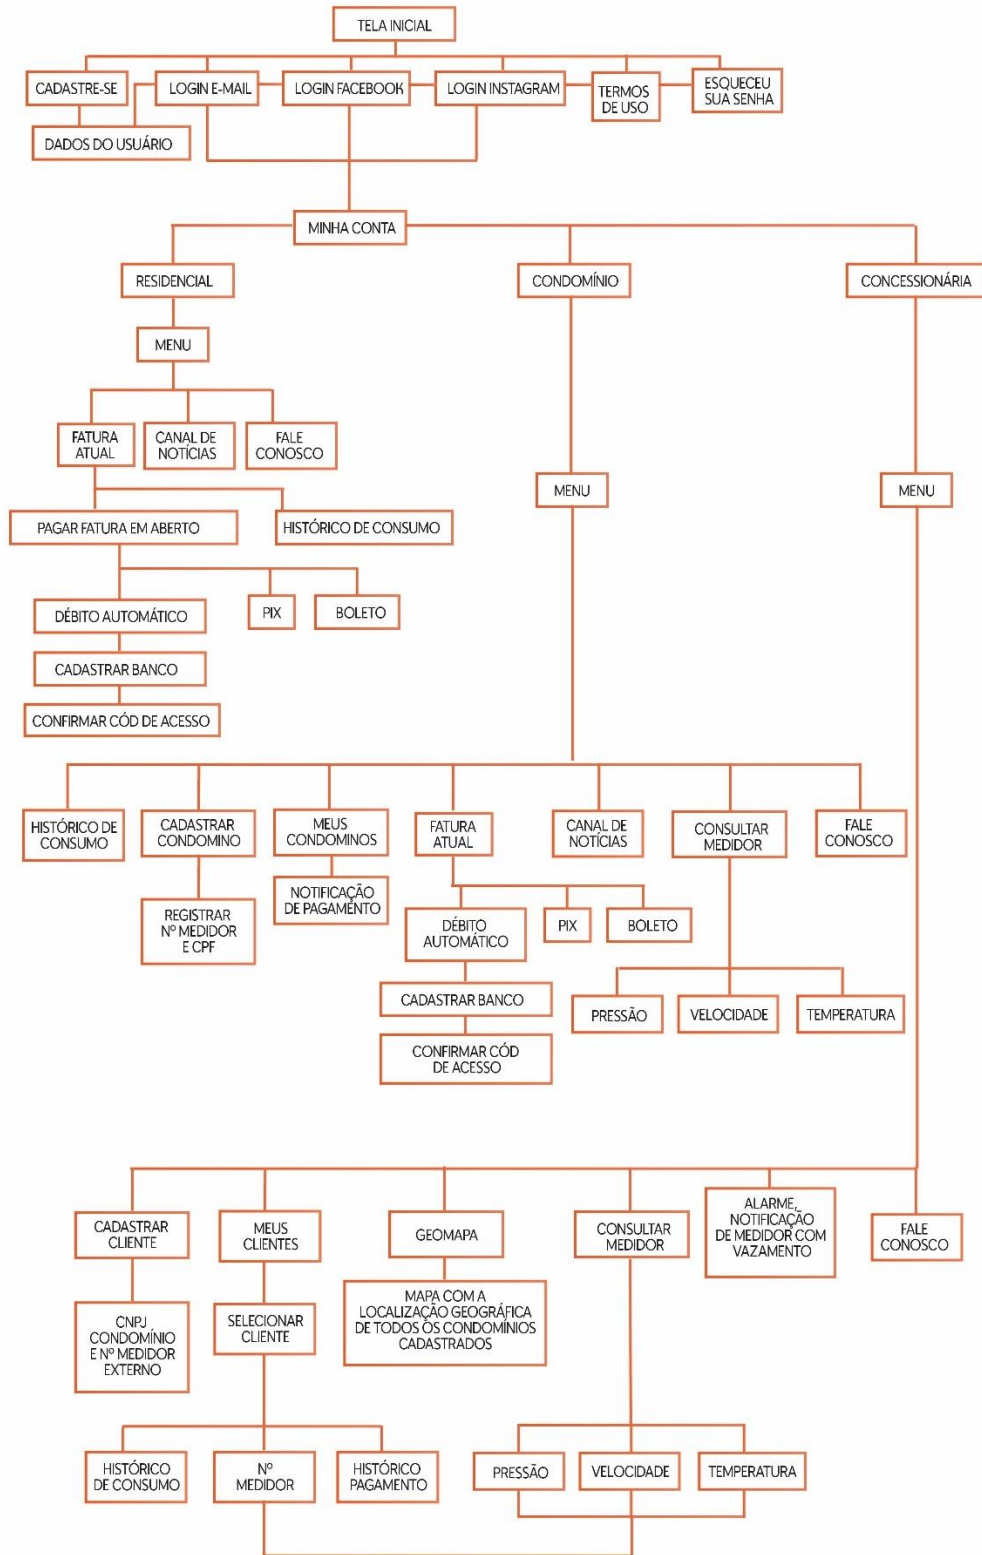 TELA INICIAL
CADASTRE-SE
LOGIN E-MAIL
LOGIN FACEBOOK
LOGIN INSTAGRAM
TERMOS
DE USO
ESQUECEU
SUA SENHA
DADOS DO USUÁRIO
MINHA CONTA
RESIDENCIAL
CONDOMÍNIO
CONCESSIONÁRIA
MENU
FATURA
ATUAL
CANAL DE
NOTÍCIAS
FALE
CONOSCO
MENU
MENU
PAGAR FATURA EM ABERTO
HISTÓRICO DE CONSUMO
DÉBITO AUTOMÁTICO
PIX
BOLETO
CADASTRAR BANCO
CONFIRMAR CÓD DE ACESSO
HISTÓRICO DE
CONSUMO
CADASTRAR
CONDOMINO
MEUS
CONDOMINOS
FATURA
ATUAL
CANAL DE
NOTÍCIAS
CONSULTAR
MEDIDOR
FALE
CONOSCO
REGISTRAR
Nº MEDIDOR
E CPF
NOTIFICAÇÃO
DE PAGAMENTO
DÉBITO
AUTOMÁTICO
PIX
BOLETO
CADASTRAR BANCO
CONFIRMAR CÓD
DE ACESSO
PRESSÃO
VELOCIDADE
TEMPERATURA
CADASTRAR
CLIENTE
MEUS
CLIENTES
GEOMAPA
CONSULTAR
MEDIDOR
ALARME,
NOTIFICAÇÃO
DE MEDIDOR COM
VAZAMENTO
FALE
CONOSCO
CNPJ
CONDOMÍNIO
E Nº MEDIDOR
EXTERNO
SELECIONAR
CLIENTE
MAPA COM A
LOCALIZAÇÃO GEOGRÁFICA
DE TODOS OS CONDOMÍNIOS
CADASTRADOS
HISTÓRICO
DE CONSUMO
Nº
MEDIDOR
HISTÓRICO
PAGAMENTO
PRESSÃO
VELOCIDADE
TEMPERATURA